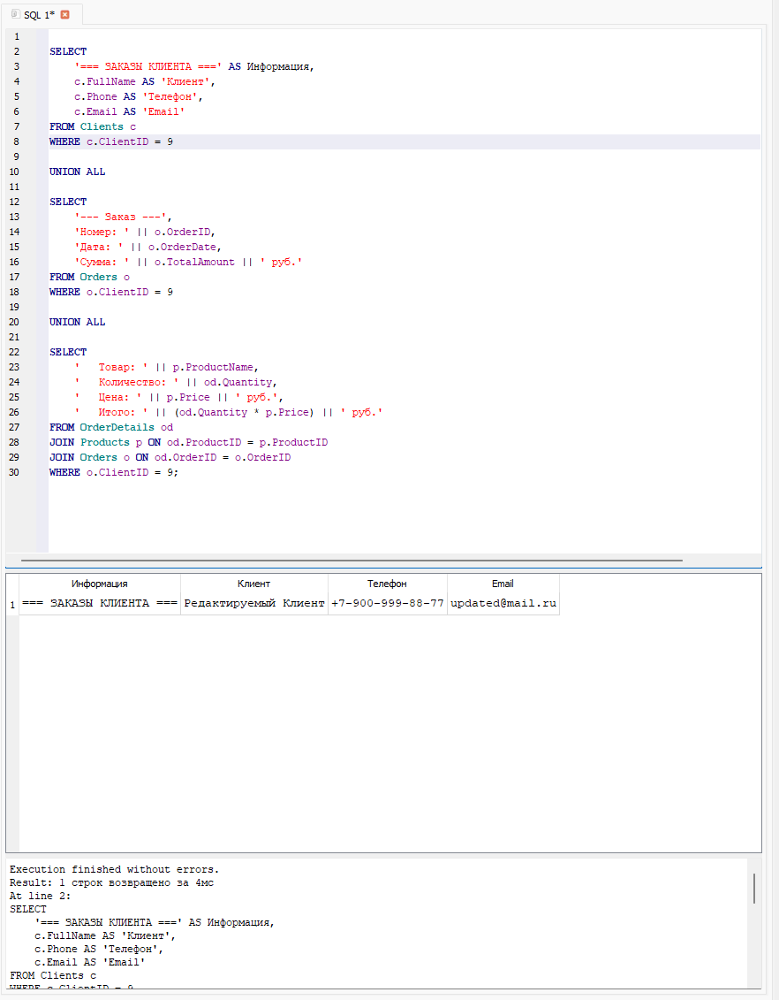 SQL 1*
1
2 SELECT
3 '=== ЗАКАЗЫ КЛИЕНТА ===' AS Информация,
4 c.FullName AS 'Клиент',
5 c.Phone AS 'Телефон',
6 c.Email AS 'Email'
7 FROM Clients c
8 WHERE c.ClientID = 9
9
10 UNION ALL
11
12 SELECT
13 '--- Заказ ---',
14 'Номер: ' || o.OrderID,
15 'Дата: ' || o.OrderDate,
16 'Сумма: ' || o.TotalAmount || ' руб.'
17 FROM Orders o
18 WHERE o.ClientID = 9
19
20 UNION ALL
21
22 SELECT
23 '   Товар: ' || p.ProductName,
24 '   Количество: ' || od.Quantity,
25 '   Цена: ' || p.Price || ' руб.',
26 '   Итого: ' || (od.Quantity * p.Price) || ' руб.'
27 FROM OrderDetails od
28 JOIN Products p ON od.ProductID = p.ProductID
29 JOIN Orders o ON od.OrderID = o.OrderID
30 WHERE o.ClientID = 9;
Информация Клиент Телефон Email
1 === ЗАКАЗЫ КЛИЕНТА === Редактируемый Клиент +7-900-999-88-77 updated@mail.ru
Execution finished without errors.
Result: 1 строк возвращено за 4мс
At line 2:
SELECT
'=== ЗАКАЗЫ КЛИЕНТА ===' AS Информация,
c.FullName AS 'Клиент',
c.Phone AS 'Телефон',
c.Email AS 'Email'
FROM Clients c
WHERE c.ClientID = 9